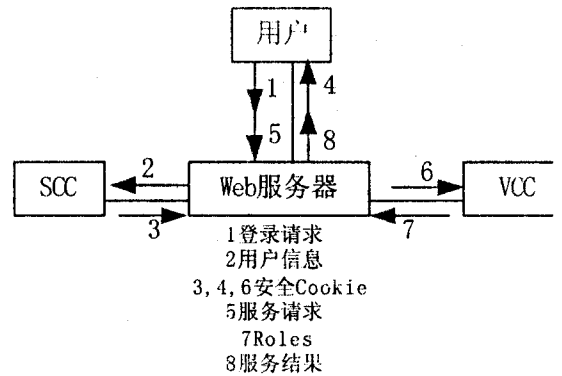 用户
1
4
5
8
SCC
2
Web服务器
6
VCC
3
7
1登录请求
2用户信息
3,4,6安全Cookie
5服务请求
7Roles
8服务结果